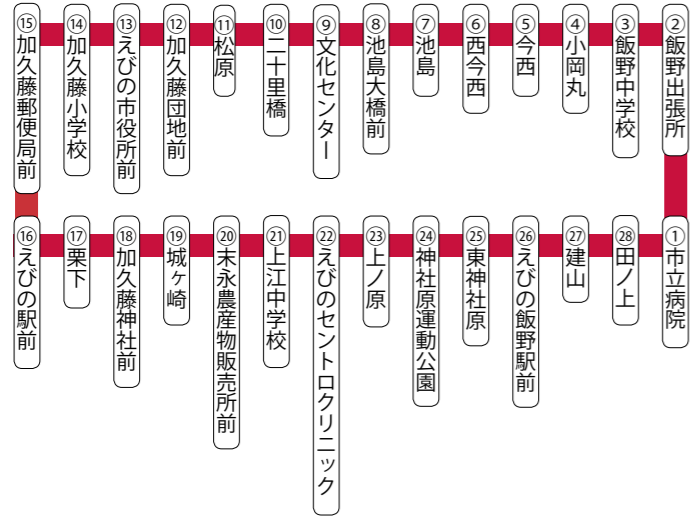 ①市立病院
②飯野出張所
③飯野中学校
④小岡丸
⑤今西
⑥西今西
⑦池島
⑧池島大橋前
⑨文化センター
⑩二十里橋
⑪松原
⑫加久藤団地前
⑬えびの市役所前
⑭加久藤小学校
⑮加久藤郵便局前
⑯えびの駅前
⑰栗下
⑱加久藤神社前
⑲城ヶ崎
⑳末永農産物販売所前
㉑上江中学校
㉒えびのセントロクリニック
㉓上ノ原
㉔神社原運動公園
㉕東神社原
㉖えびの飯野駅前
㉗建山
㉘田ノ上